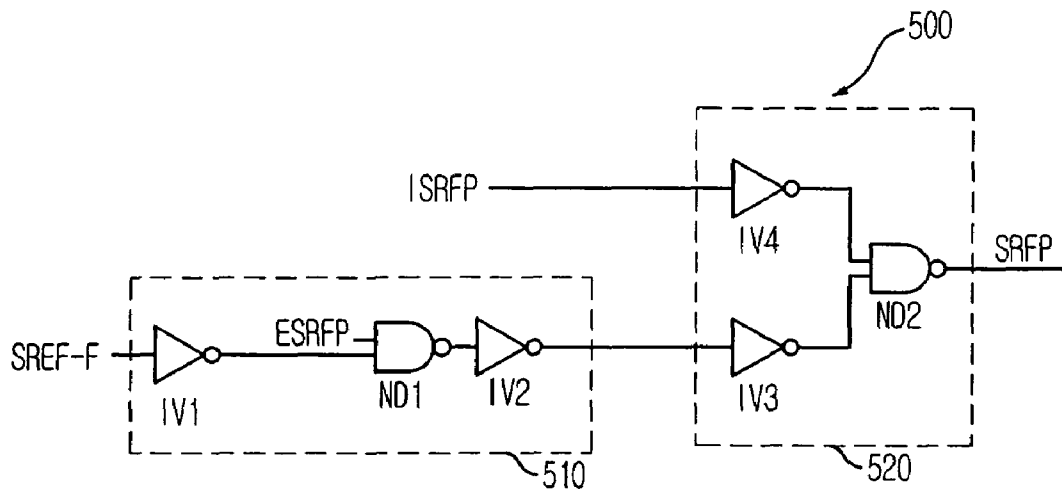 500
ISRFP
IV4
SRFP
ND2
ESRFP
SREF-F
IV1
ND1
IV2
IV3
510
520